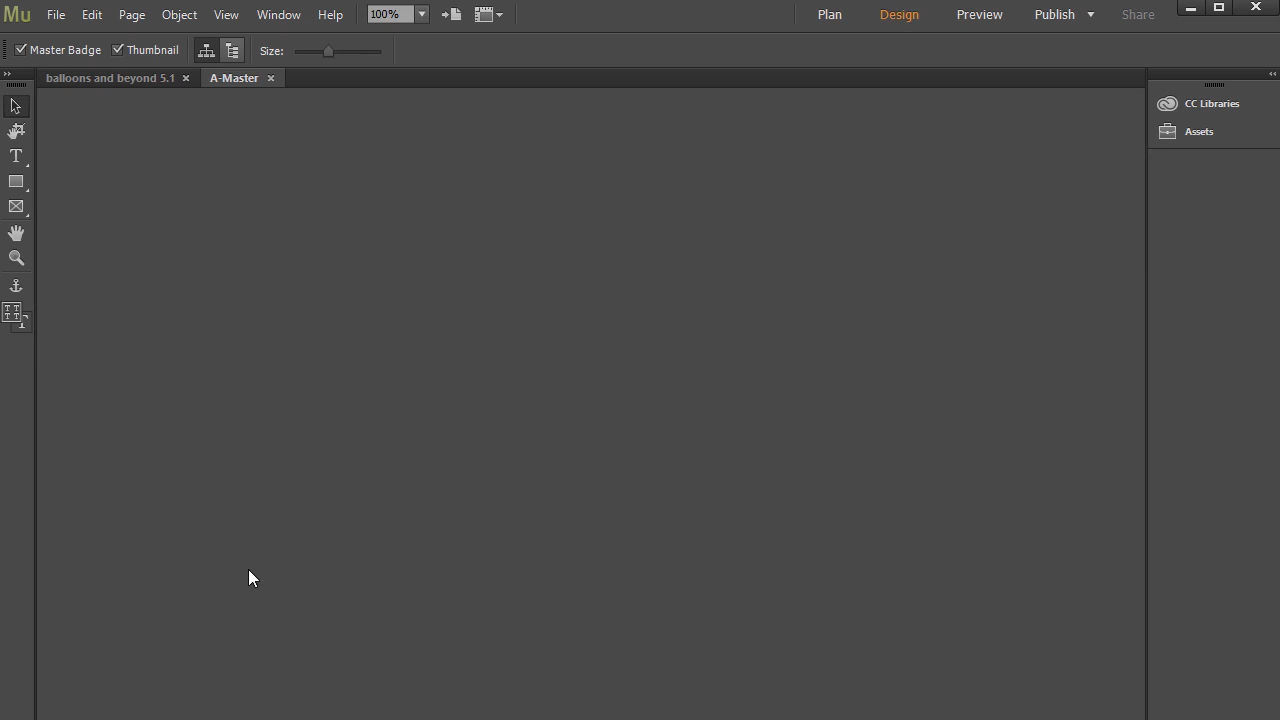 Mu File Edit Page Object View Window Help 100% Plan Design Preview Publish Share
Master Badge Thumbnail Size:
balloons and beyond 5.1 A-Master
CC Libraries
Assets
T